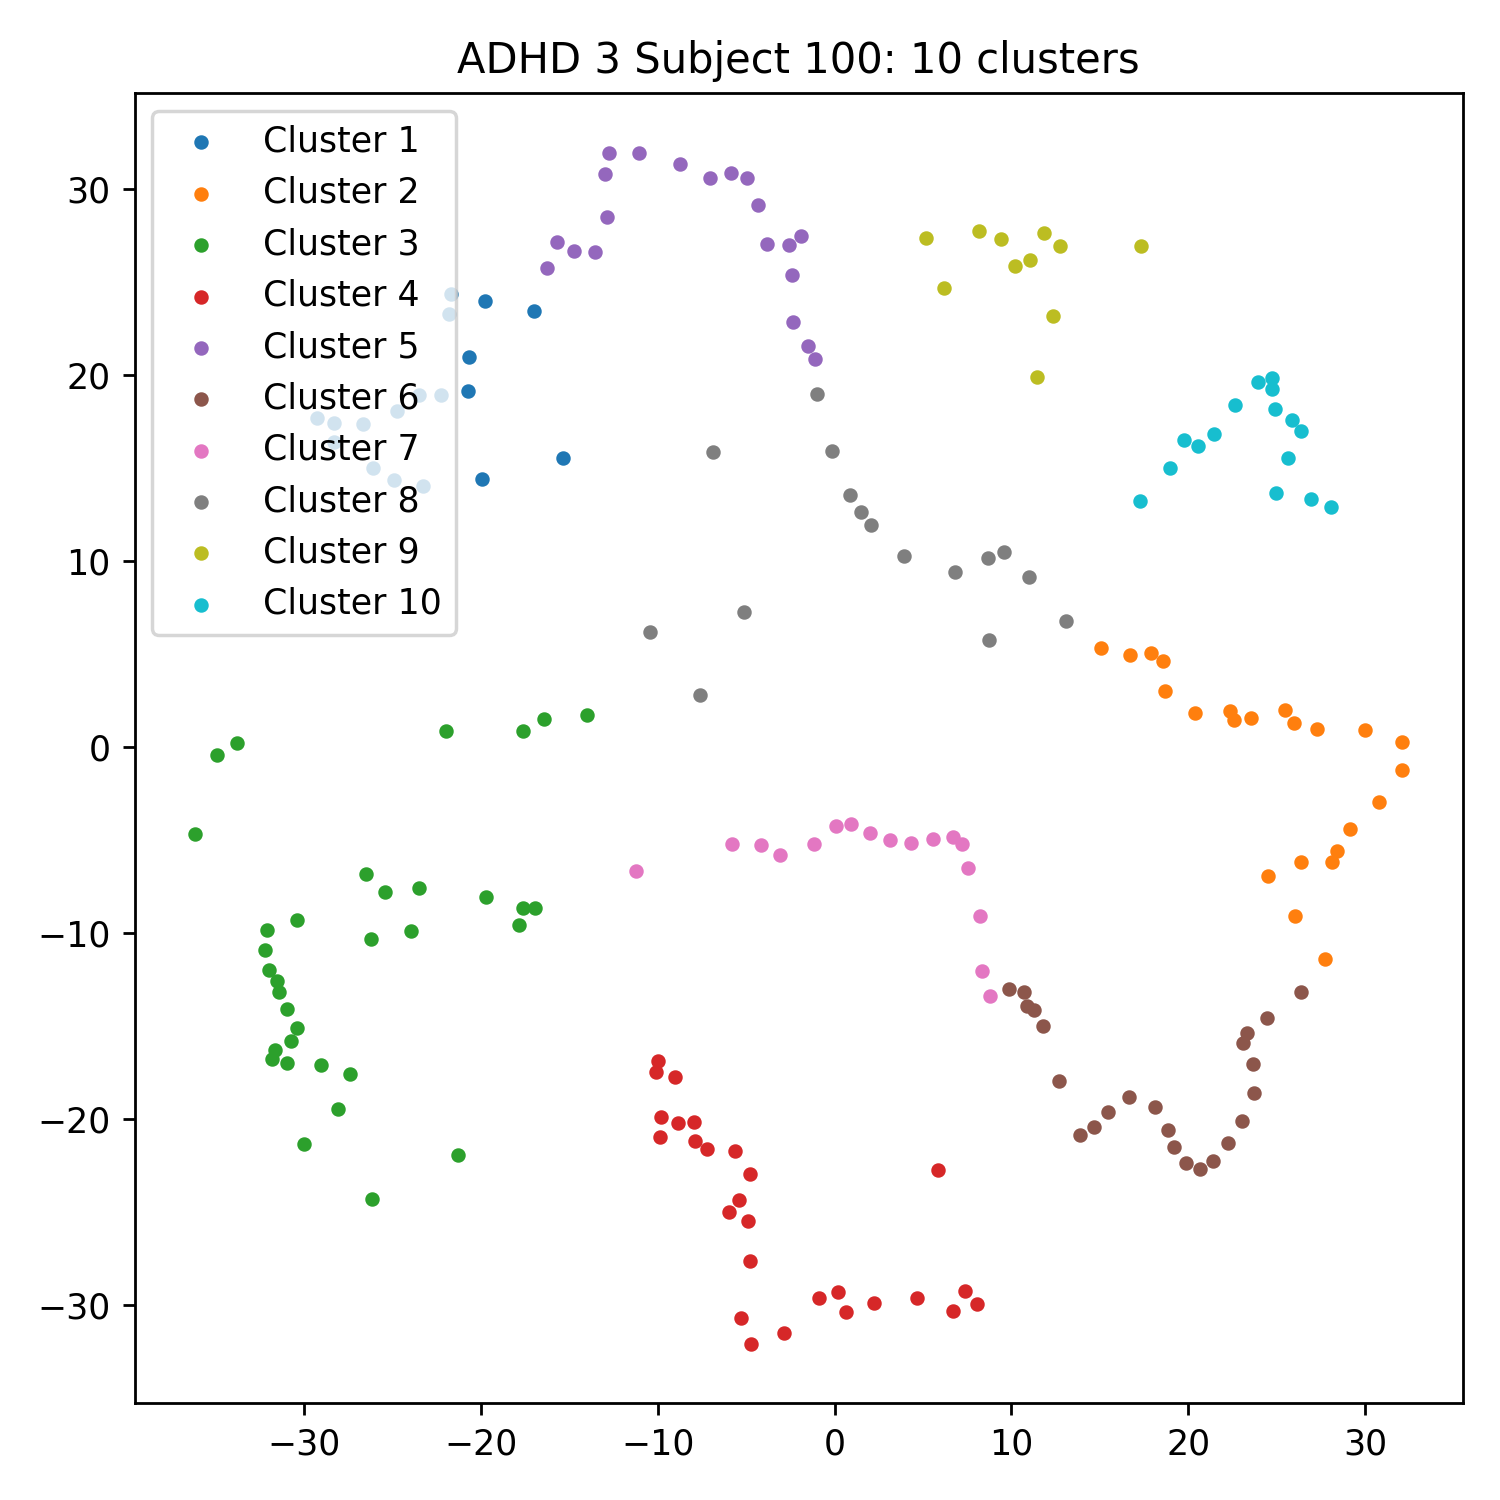 ADHD 3 Subject 100: 10 clusters
Cluster 1
Cluster 2
Cluster 3
Cluster 4
Cluster 5
Cluster 6
Cluster 7
Cluster 8
Cluster 9
Cluster 10
30
20
10
0
−10
−20
−30
−30 −20 −10 0 10 20 30